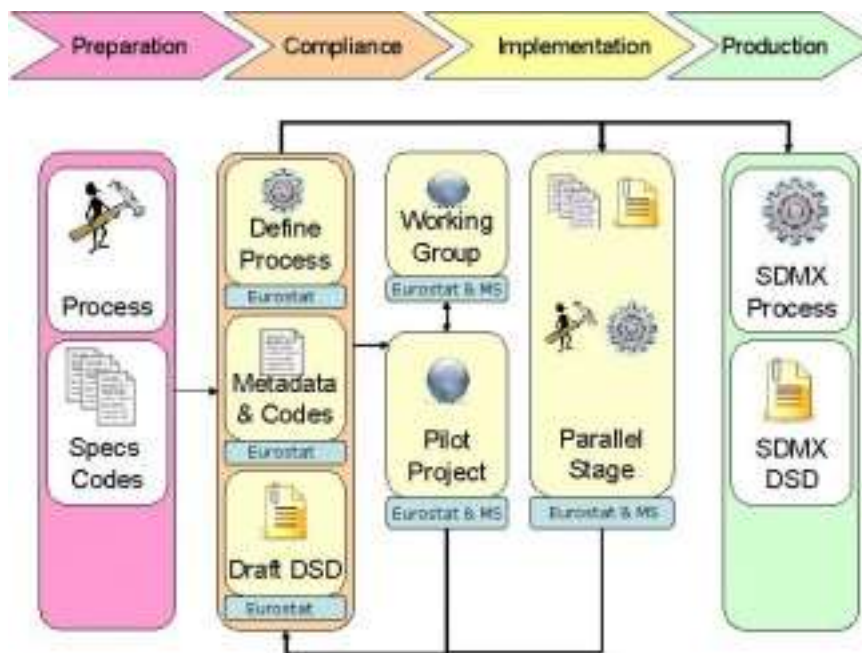 Preparation
Compliance
Implementation
Production
Process
Specs
Codes
Define
Process
Eurostat
Metadata
& Codes
Eurostat
Draft DSD
Eurostat
Working
Group
Eurostat & MS
Pilot
Project
Eurostat & MS
Parallel
Stage
Eurostat & MS
SDMX
Process
SDMX
DSD